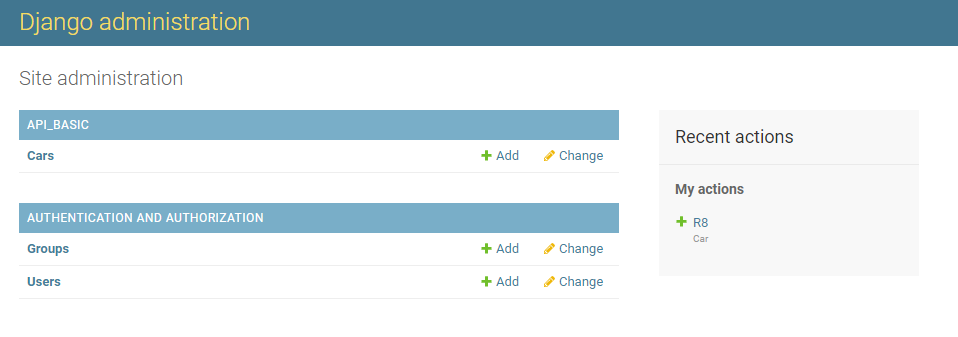 Django administration
Site administration
API_BASIC
Cars Add Change
AUTHENTICATION AND AUTHORIZATION
Groups Add Change
Users Add Change
Recent actions
My actions
R8
Car